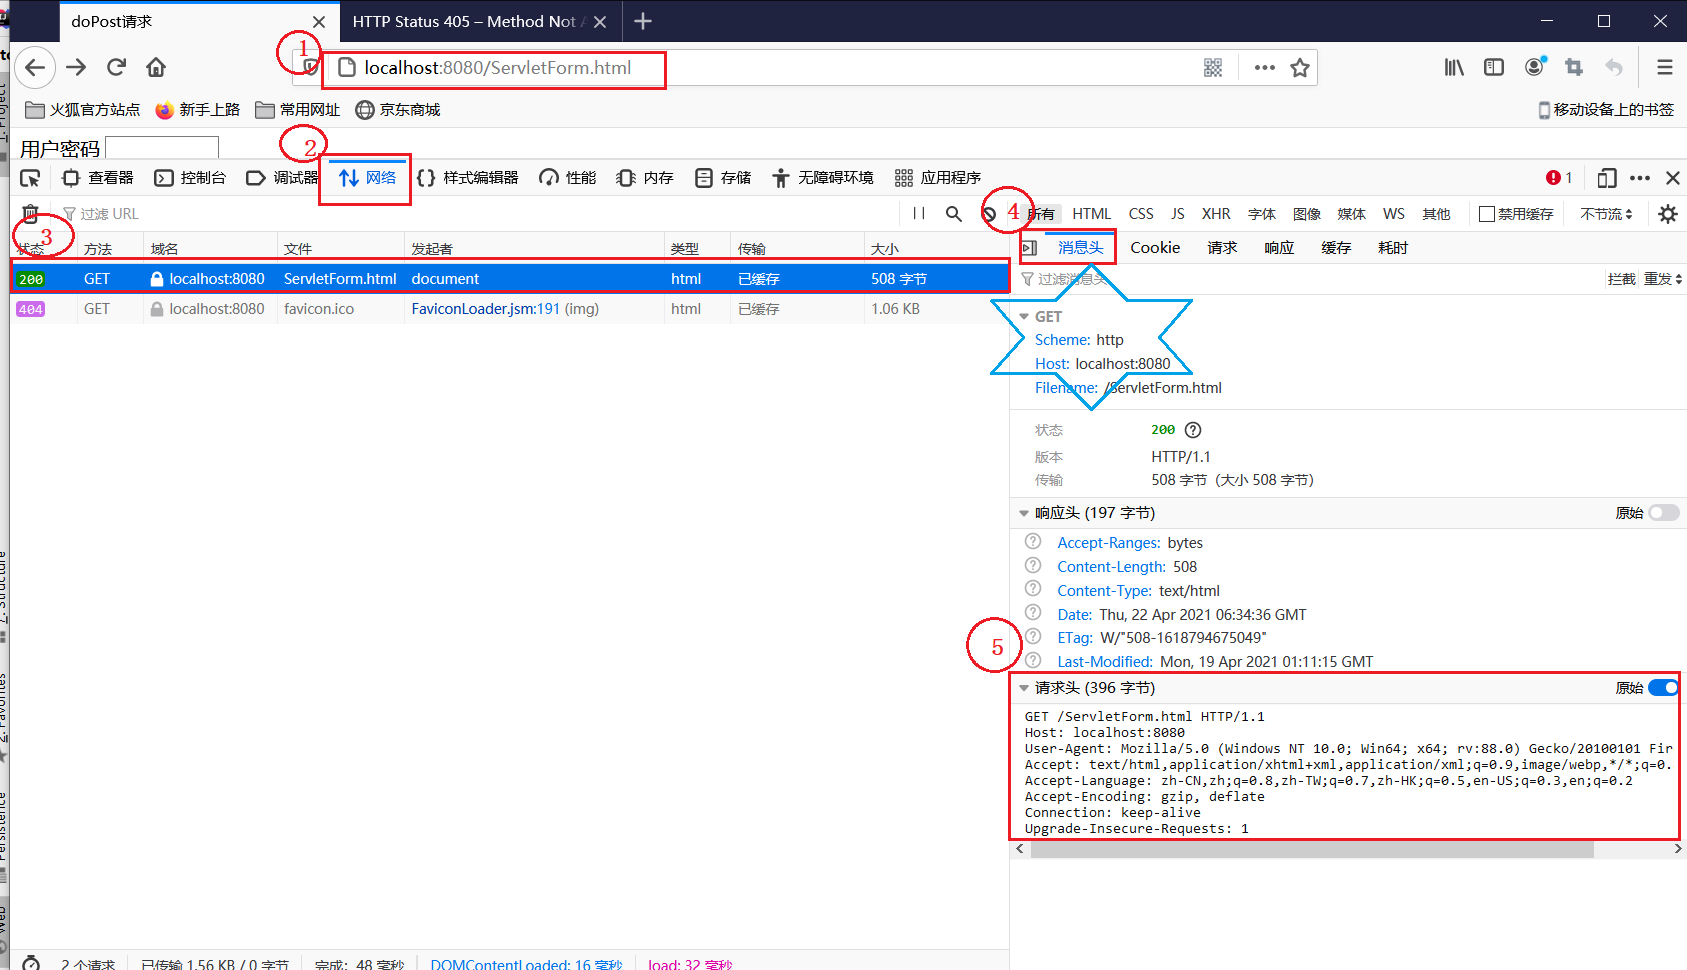 doPost请求
HTTP Status 405 – Method Not A
1
localhost:8080/ServletForm.html
火狐官方站点 新手上路 常用网址 京东商城 移动设备上的书签
用户密码
2
查看器 控制台 调试器 网络 样式编辑器 性能 内存 存储 无障碍环境 应用程序 1
过滤 URL
4 所有 HTML CSS JS XHR 字体 图像 媒体 WS 其他 禁用缓存 不节流
3
状态 方法 域名 文件 发起者 类型 传输 大小
消息头 Cookie 请求 响应 缓存 耗时
200 GET localhost:8080 ServletForm.html document html 已缓存 508 字节
过滤消息头 拦截 重发
404 GET localhost:8080 favicon.ico FaviconLoader.jsm:191 (img) html 已缓存 1.06 KB
GET
Scheme: http
Host: localhost:8080
Filename: /ServletForm.html
状态 200
版本 HTTP/1.1
传输 508 字节 (大小 508 字节)
响应头 (197 字节) 原始
Accept-Ranges: bytes
Content-Length: 508
Content-Type: text/html
Date: Thu, 22 Apr 2021 06:34:36 GMT
ETag: W/"508-1618794675049"
5
Last-Modified: Mon, 19 Apr 2021 01:11:15 GMT
请求头 (396 字节) 原始
GET /ServletForm.html HTTP/1.1
Host: localhost:8080
User-Agent: Mozilla/5.0 (Windows NT 10.0; Win64; x64; rv:88.0) Gecko/20100101 Fir
Accept: text/html,application/xhtml+xml,application/xml;q=0.9,image/webp,*/*;q=0.
Accept-Language: zh-CN,zh;q=0.8,zh-TW;q=0.7,zh-HK;q=0.5,en-US;q=0.3,en;q=0.2
Accept-Encoding: gzip, deflate
Connection: keep-alive
Upgrade-Insecure-Requests: 1
2 个请求 已传输 1.56 KB / 0 字节 完成: 48 毫秒 DOMContentLoaded: 16 毫秒 load: 32 毫秒